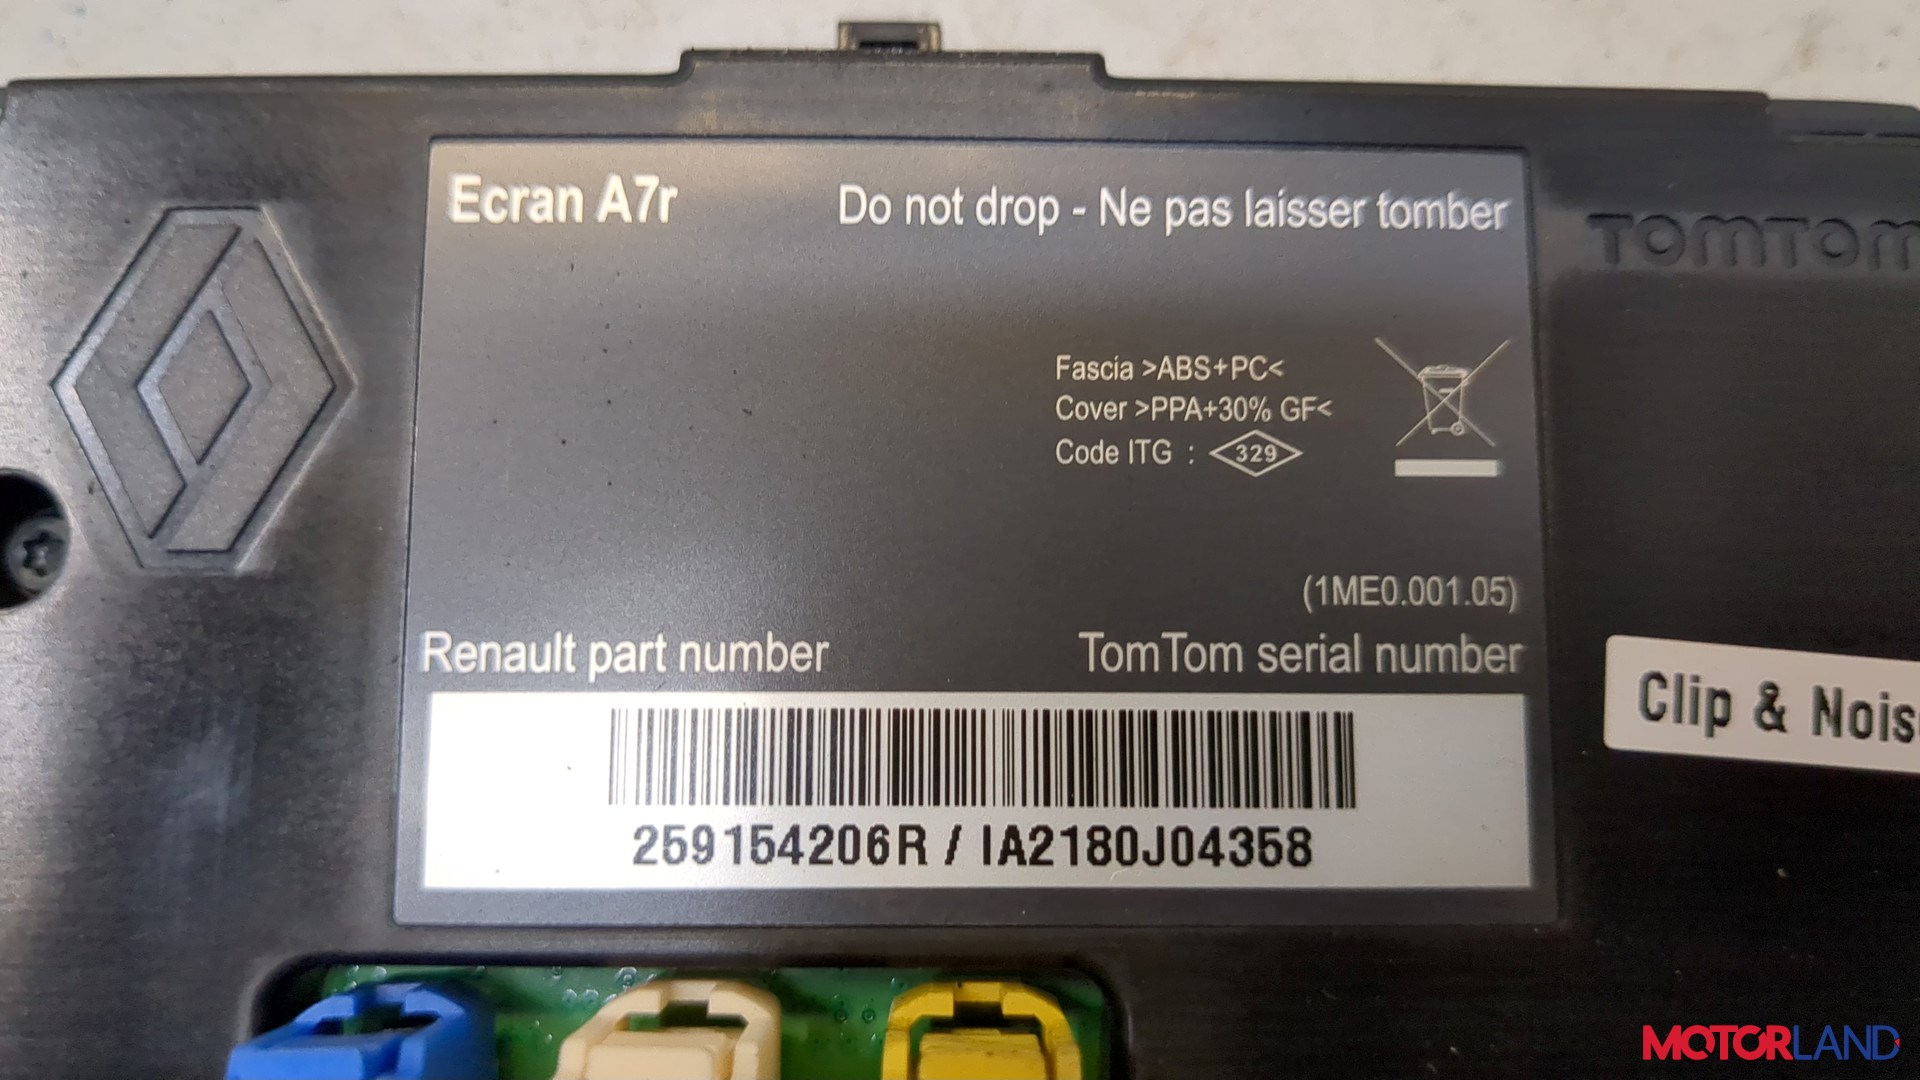 Ecran A7r
Do not drop - Ne pas laisser tomber
TOMTOM
Fascia >ABS+PC<
Cover >PPA+30% GF<
Code ITG : 329
(1ME0.001.05)
Renault part number
TomTom serial number
Clip & Nois
259154206R / IA2180J04358
MOTORLAND